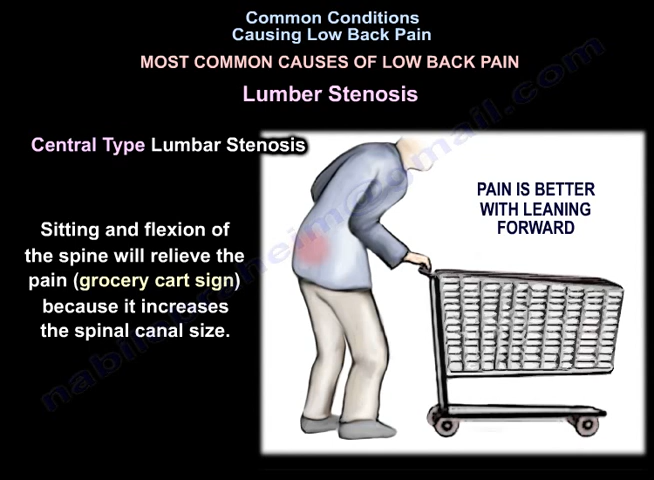 Common Conditions
Causing Low Back Pain
MOST COMMON CAUSES OF LOW BACK PAIN
Lumber Stenosis
Central Type Lumbar Stenosis
PAIN IS BETTER
WITH LEANING
FORWARD
Sitting and flexion of
the spine will relieve the
pain (grocery cart sign)
because it increases
the spinal canal size.